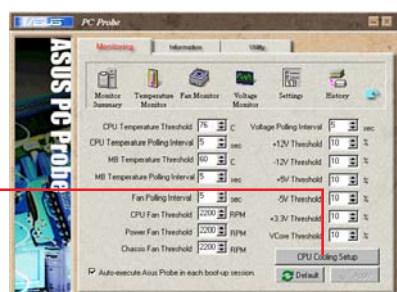 ASUS PC Probe
Monitoring Information Utility
ASUS PC Probe
Monitor Summary
Temperature Monitor
Fan Monitor
Voltage Monitor
Settings
History
CPU Temperature Threshold 76 C
CPU Temperature Polling Interval 5 sec
MB Temperature Threshold 60 C
MB Temperature Polling Interval 5 sec
Fan Polling Interval 5 sec
CPU Fan Threshold 2200 RPM
Power Fan Threshold 2200 RPM
Chassis Fan Threshold 2200 RPM
Voltage Polling Interval 5 sec
+12V Threshold 10 %
-12V Threshold 10 %
+5V Threshold 10 %
-5V Threshold 10 %
+3.3V Threshold 10 %
VCore Threshold 10 %
CPU Cooling Setup
Auto-execute Asus Probe in each boot-up session.
Default